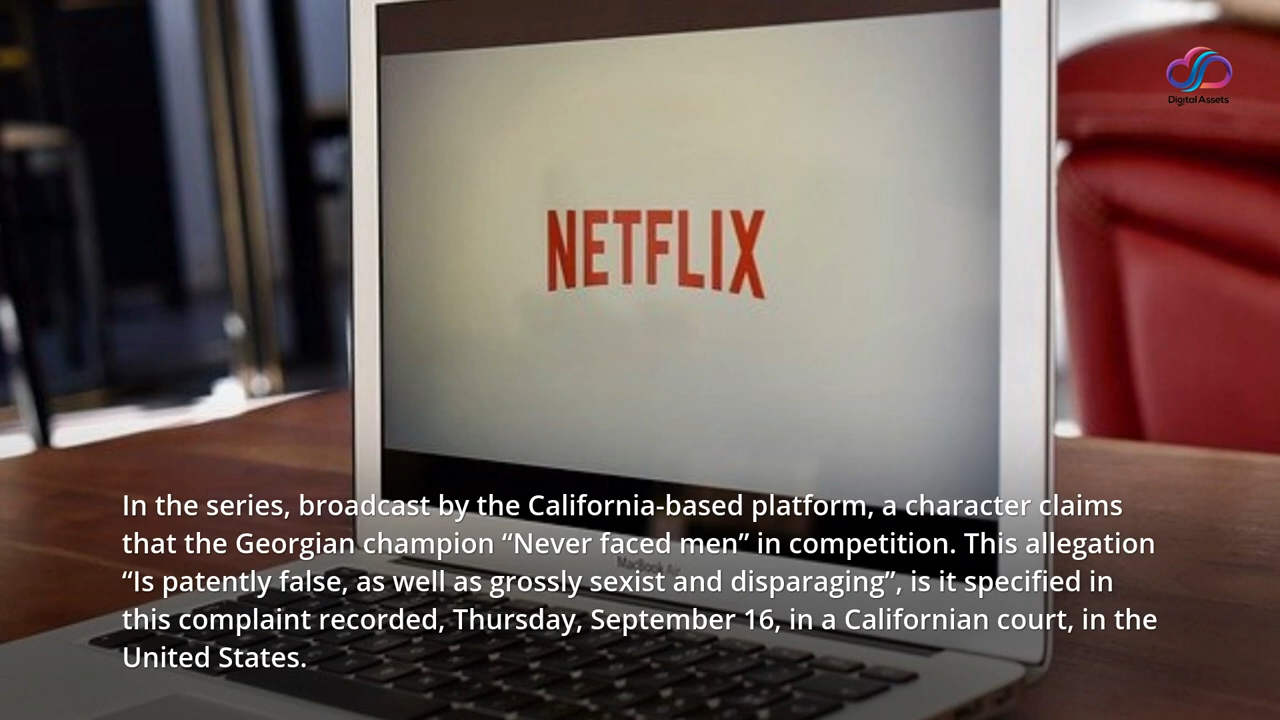 Digital Assets
NETFLIX
In the series, broadcast by the California-based platform, a character claims
that the Georgian champion “Never faced men” in competition. This allegation
“Is patently false, as well as grossly sexist and disparaging”, is it specified in
this complaint recorded, Thursday, September 16, in a Californian court, in the
United States.
MacBook Air